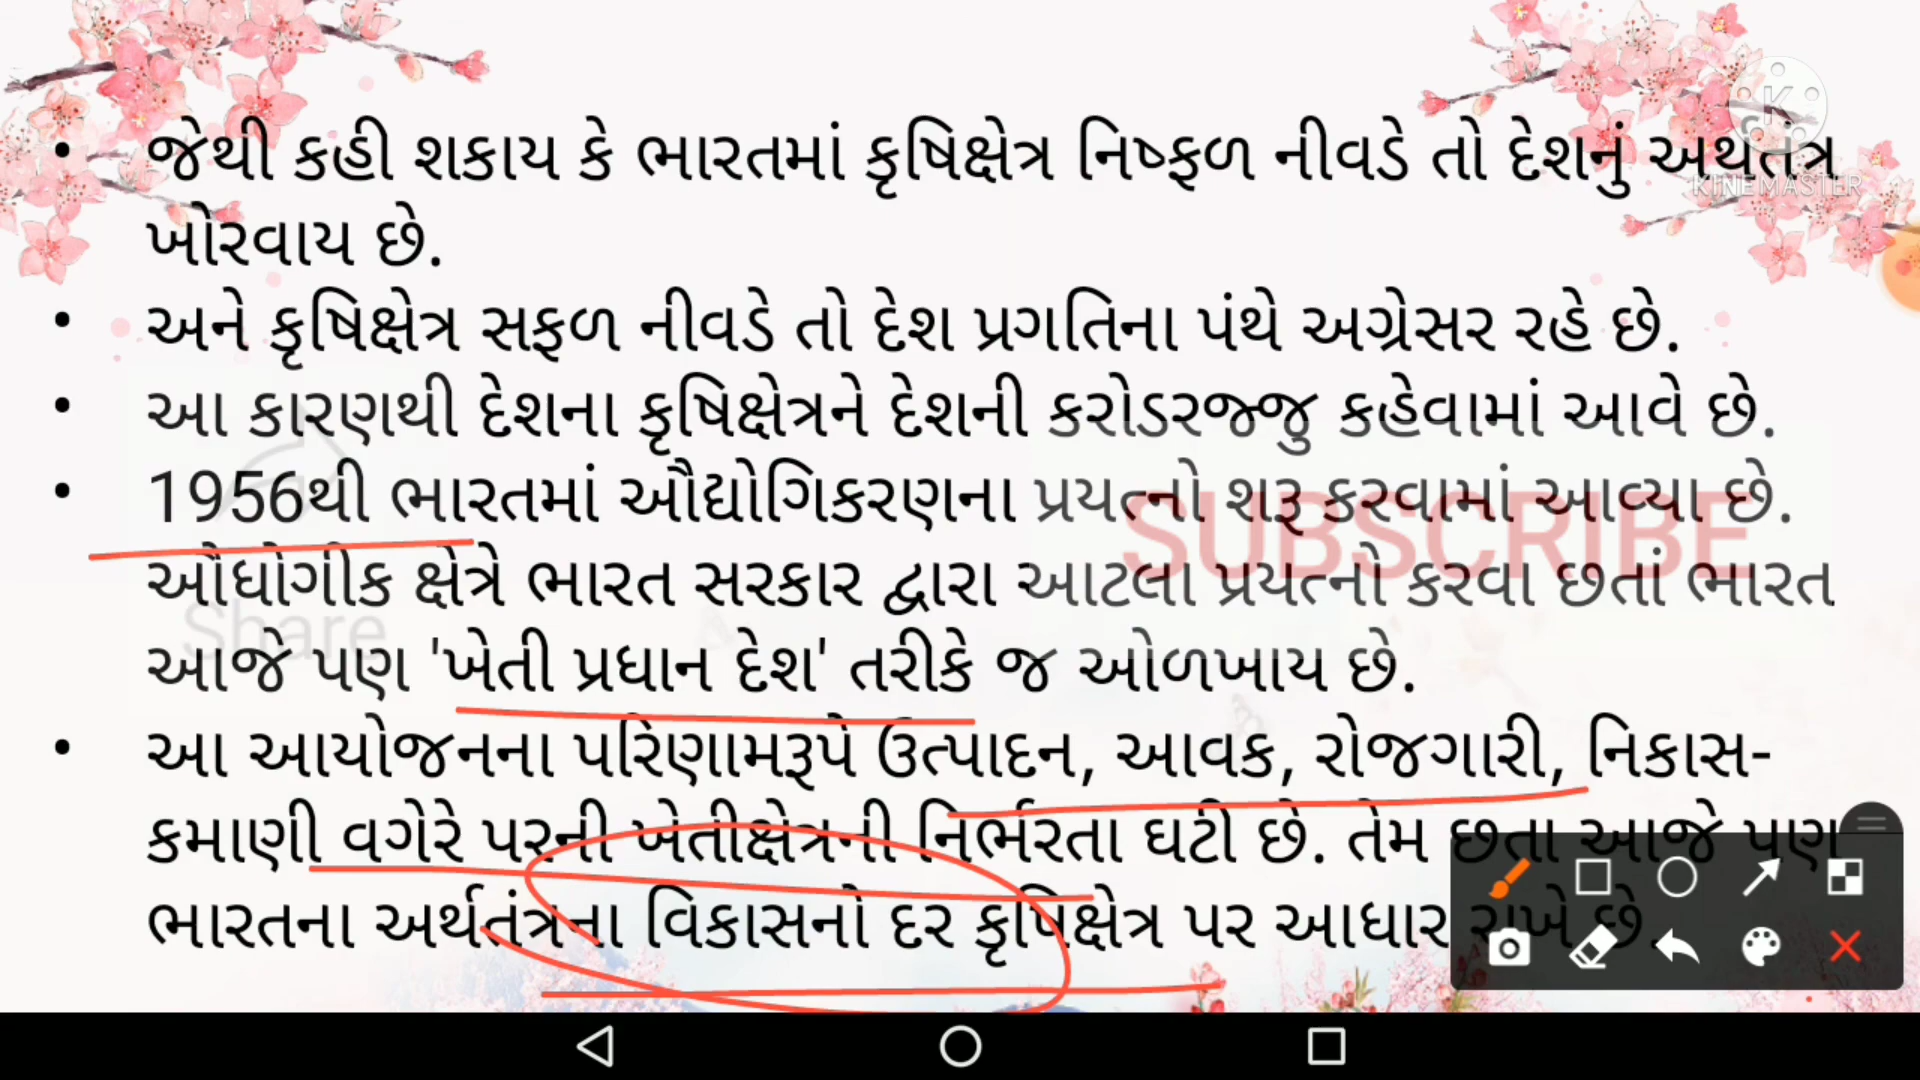 • જેથી કહી શકાય કે ભારતમાં કૃષિક્ષેત્ર નિષ્ફળ નીવડે તો દેશનું અર્થતંત્ર
ખોરવાય છે.
• અને કૃષિક્ષેત્ર સફળ નીવડે તો દેશ પ્રગતિના પંથે અગ્રેસર રહે છે.
• આ કારણથી દેશના કૃષિક્ષેત્રને દેશની કરોડરજ્જુ કહેવામાં આવે છે.
• 1956થી ભારતમાં ઔદ્યોગિકરણના પ્રયત્નો શરૂ કરવામાં આવ્યા છે.
ઔધોગીક ક્ષેત્રે ભારત સરકાર દ્વારા આટલા પ્રયત્નો કરવા છતાં ભારત
આજે પણ 'ખેતી પ્રધાન દેશ' તરીકે જ ઓળખાય છે.
• આ આયોજનના પરિણામરૂપે ઉત્પાદન, આવક, રોજગારી, નિકાસ-
કમાણી વગેરે પરની ખેતીક્ષેત્રની નિર્ભરતા ઘટી છે. તેમ છતા આજે પણ
ભારતના અર્થતંત્રના વિકાસનો દર કૃષિક્ષેત્ર પર આધાર રાખે છે.
K
KINEMASTER
SUBSCRIBE
Share